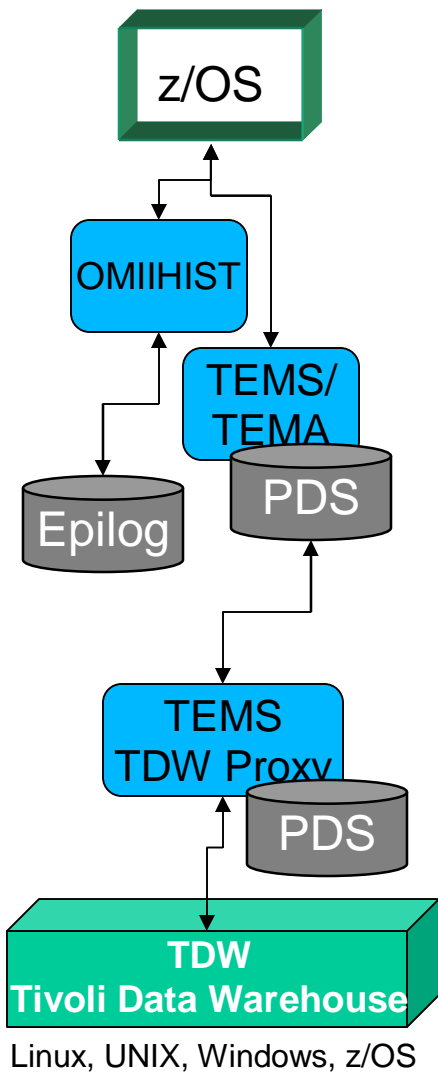 z/OS
OMIIHIST
TEMS/
TEMA
PDS
Epilog
TEMS
TDW Proxy
PDS
TDW
Tivoli Data Warehouse
Linux, UNIX, Windows, z/OS